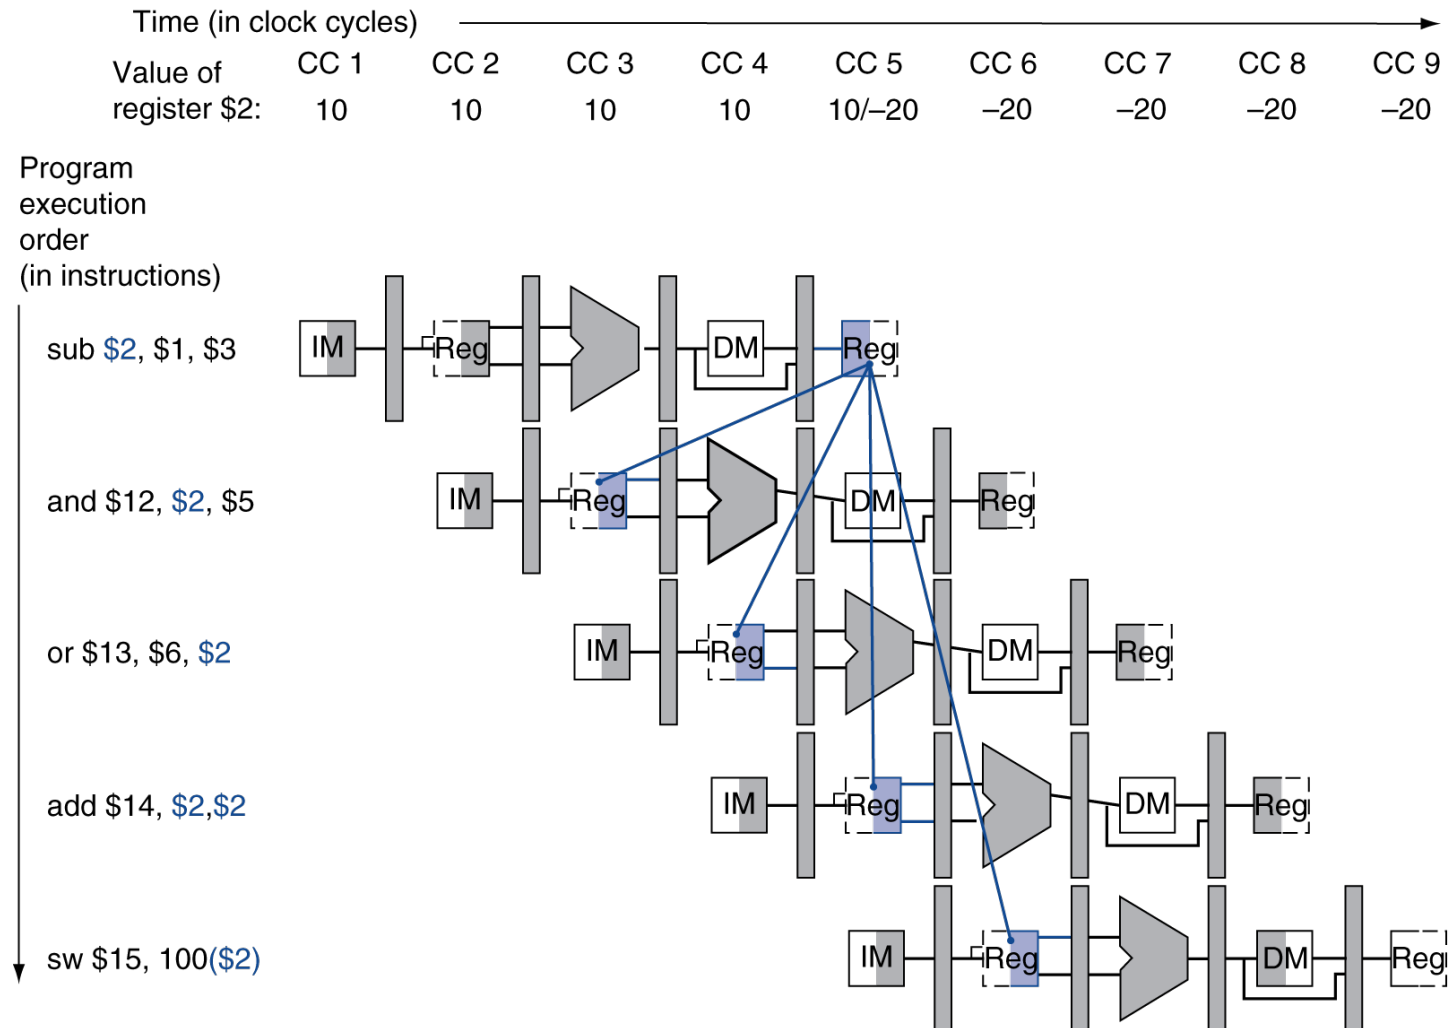 Time (in clock cycles)
Value of register $2:
CC 1 CC 2 CC 3 CC 4 CC 5 CC 6 CC 7 CC 8 CC 9
10 10 10 10 10/–20 –20 –20 –20 –20
Program
execution
order
(in instructions)
sub $2, $1, $3
IM Reg DM Reg
and $12, $2, $5
IM Reg DM Reg
or $13, $6, $2
IM Reg DM Reg
add $14, $2,$2
IM Reg DM Reg
sw $15, 100($2)
IM Reg DM Reg